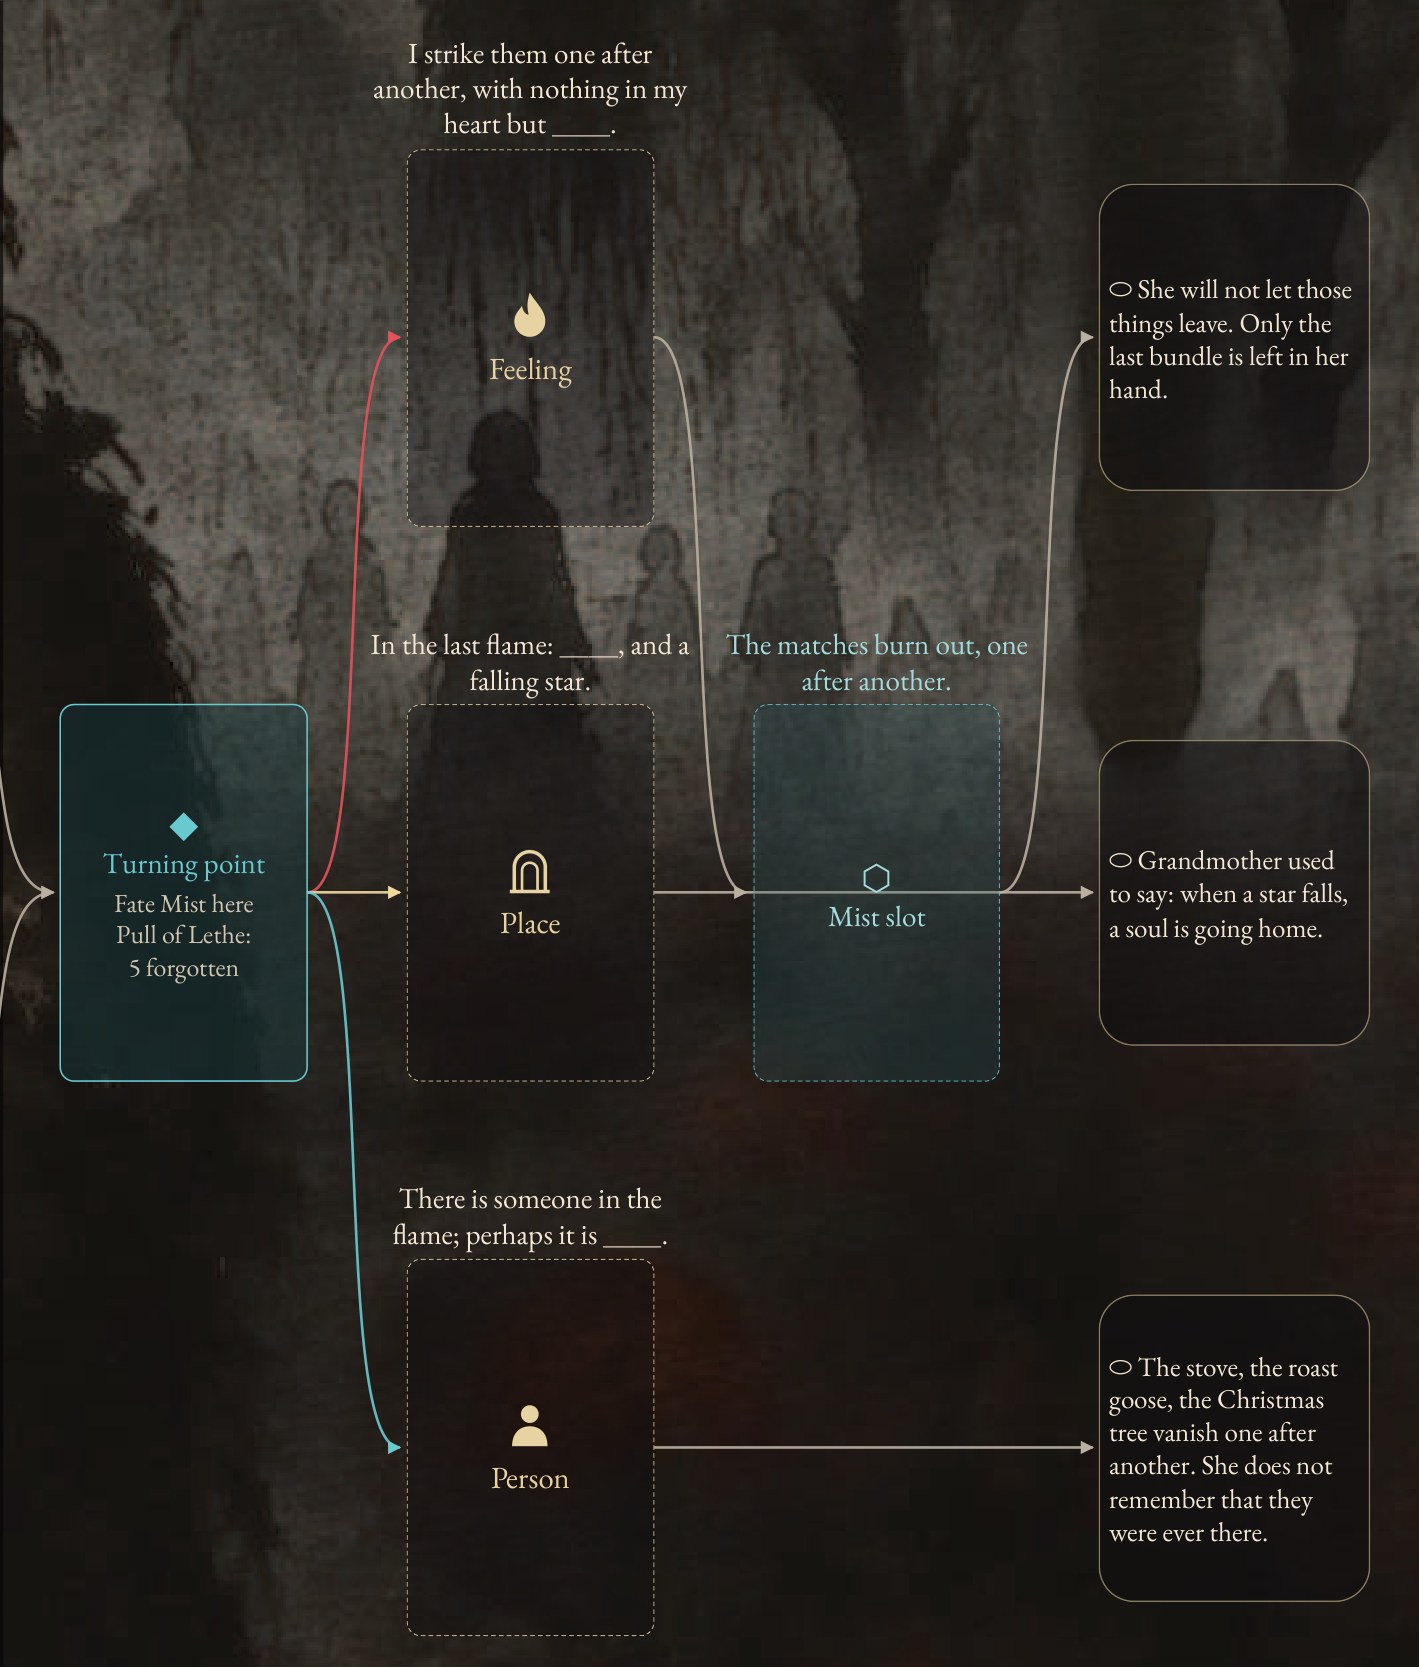 I strike them one after
another, with nothing in my
heart but _____.
Feeling
She will not let those
things leave. Only the
last bundle is left in her
hand.
In the last flame: _____, and a
falling star.
The matches burn out, one
after another.
Turning point
Fate Mist here
Pull of Lethe:
5 forgotten
Place
Mist slot
Grandmother used
to say: when a star falls,
a soul is going home.
There is someone in the
flame; perhaps it is _____.
Person
The stove, the roast
goose, the Christmas
tree vanish one after
another. She does not
remember that they
were ever there.